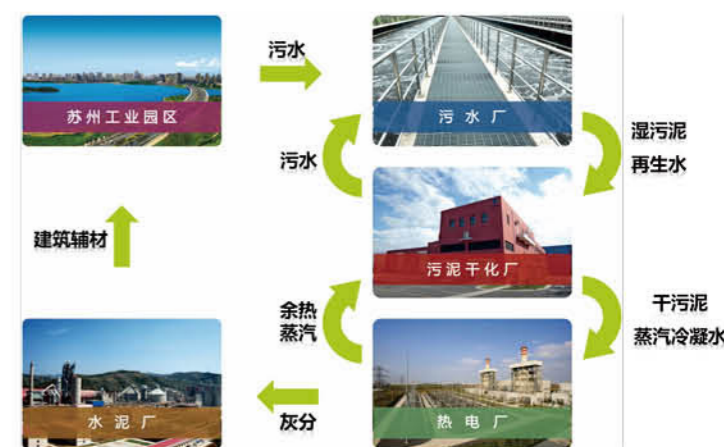 污水
苏州工业园区
污水厂
湿污泥
再生水
污水
建筑辅材
污泥干化厂
余热
蒸汽
干污泥
蒸汽冷凝水
水泥厂
灰分
热电厂